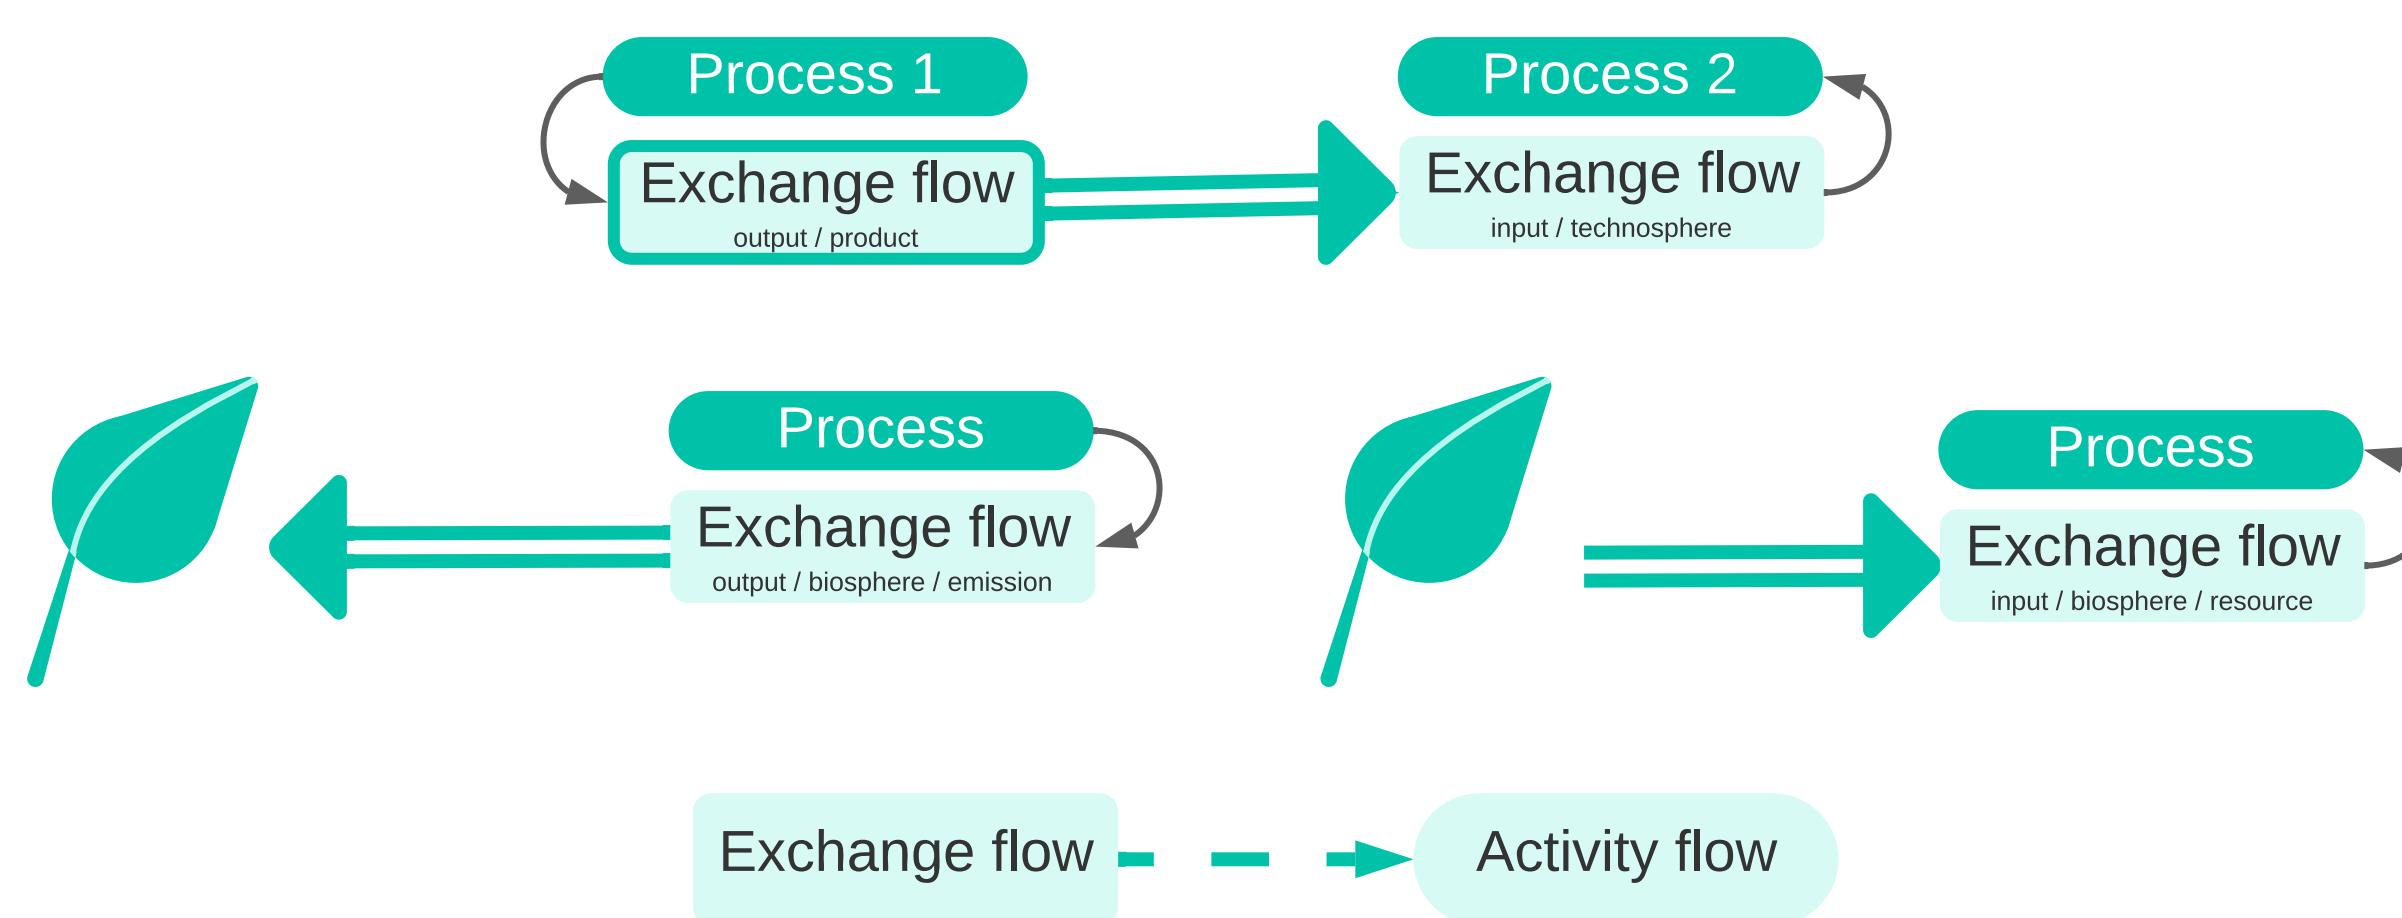 Process 1
Exchange flow
output / product
Process 2
Exchange flow
input / technosphere
Process
Exchange flow
output / biosphere / emission
Process
Exchange flow
input / biosphere / resource
Exchange flow
Activity flow